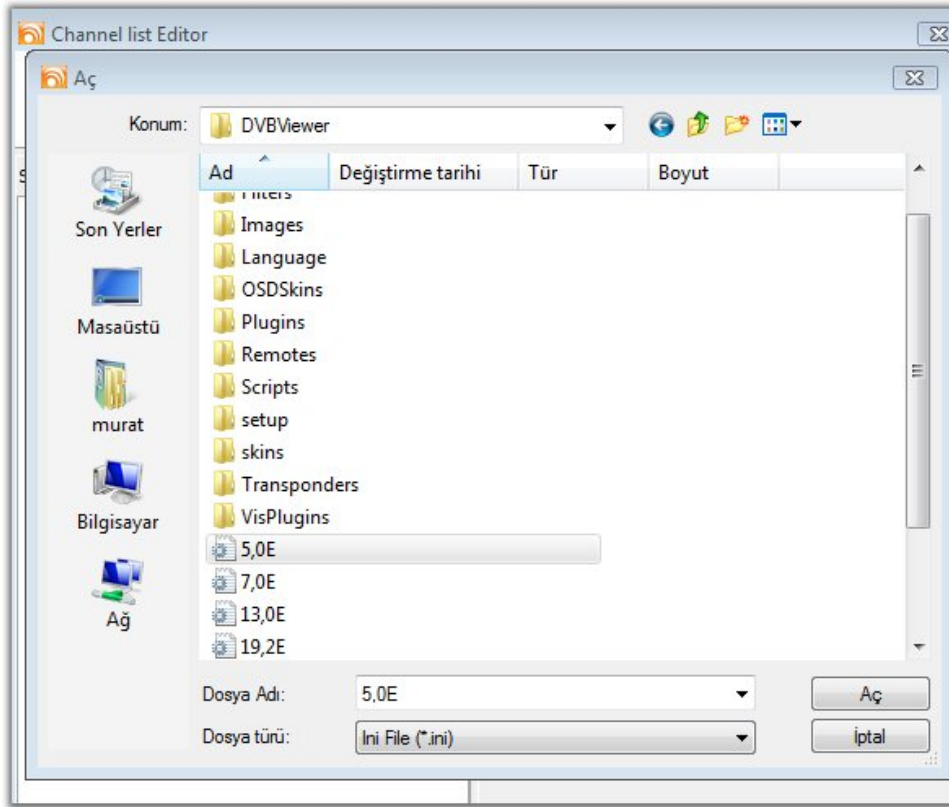 Channel list Editor
Aç
Konum: DVBViewer
Ad Değiştirme tarihi Tür Boyut
Filters
Images
Language
OSDSkins
Plugins
Remotes
Scripts
setup
skins
Transponders
VisPlugins
5,0E
7,0E
13,0E
19,2E
Son Yerler
Masaüstü
murat
Bilgisayar
Ağ
Dosya Adı: 5,0E Aç
Dosya türü: Ini File (*.ini) İptal